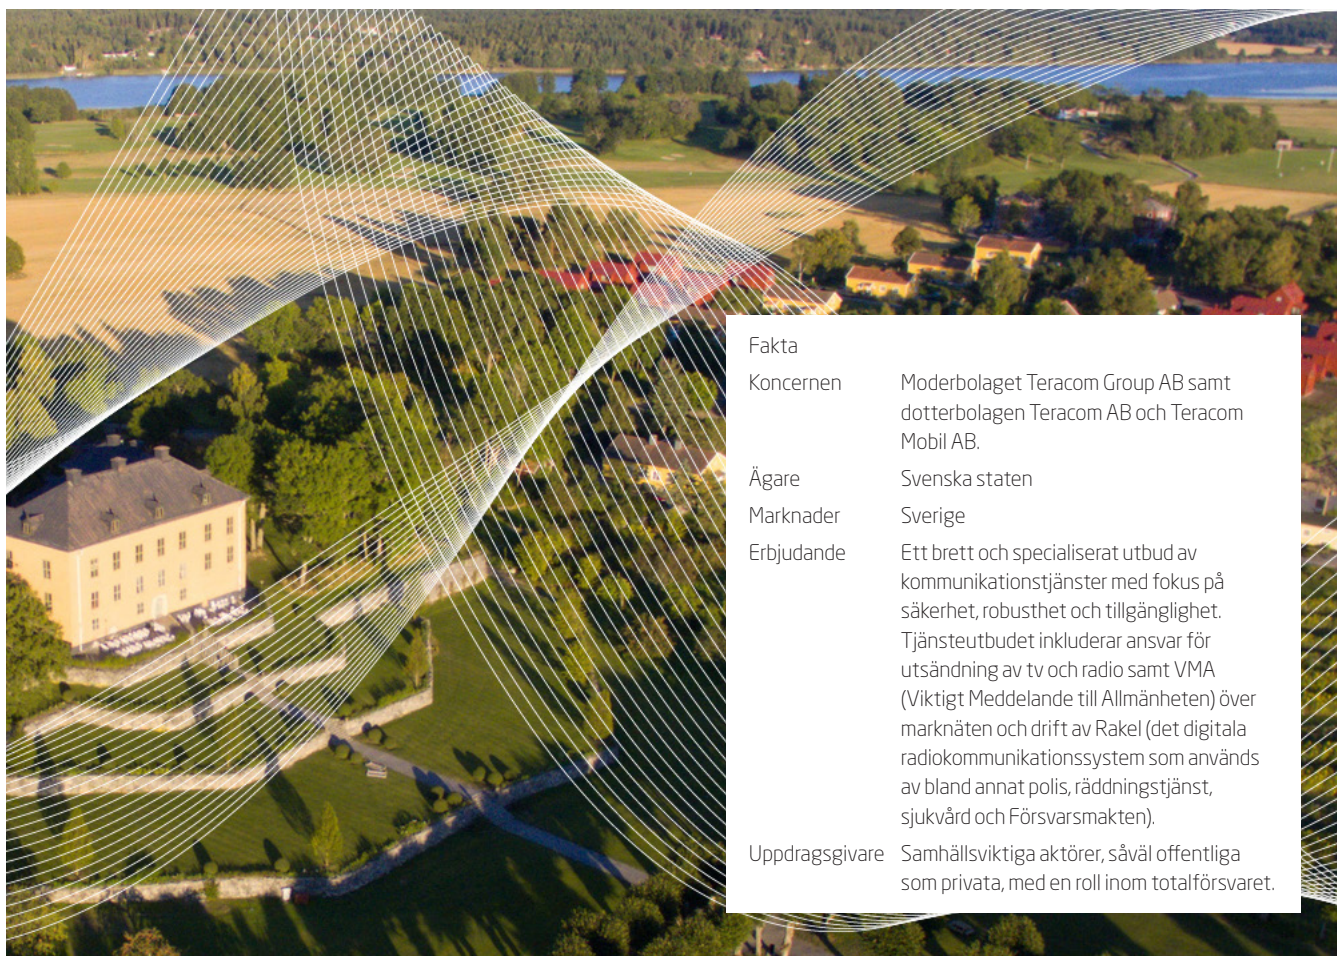 Fakta
Koncernen Moderbolaget Teracom Group AB samt
dotterbolagen Teracom AB och Teracom
Mobil AB.
Ägare Svenska staten
Marknader Sverige
Erbjudande Ett brett och specialiserat utbud av
kommunikationstjänster med fokus på
säkerhet, robusthet och tillgänglighet.
Tjänsteutbudet inkluderar ansvar för
utsändning av tv och radio samt VMA
(Viktigt Meddelande till Allmänheten) över
marknäten och drift av Rakel (det digitala
radiokommunikationssystem som används
av bland annat polis, räddningstjänst,
sjukvård och Försvarsmakten).
Uppdragsgivare Samhällsviktiga aktörer, såväl offentliga
som privata, med en roll inom totalförsvaret.